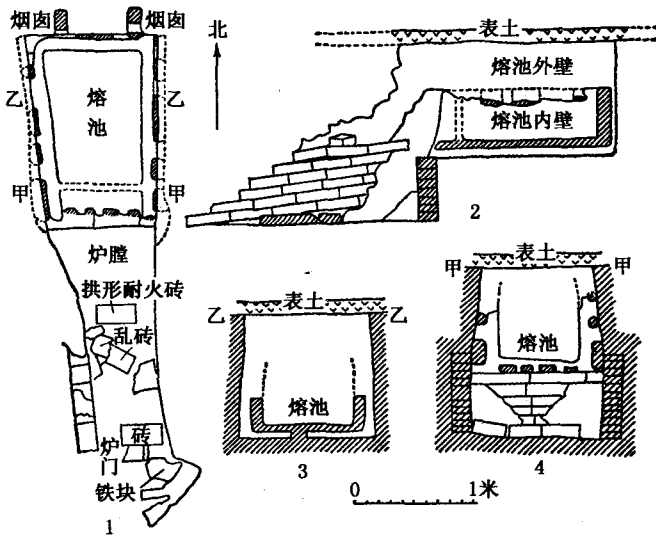 烟囱 烟囱
乙 熔池 乙
甲 甲
炉膛
拱形耐火砖
乱砖
砖
炉门
铁块
1
北
表土
熔池外壁
熔池内壁
2
表土
乙 乙
熔池
3
表土
甲 甲
熔池
4
0 1米